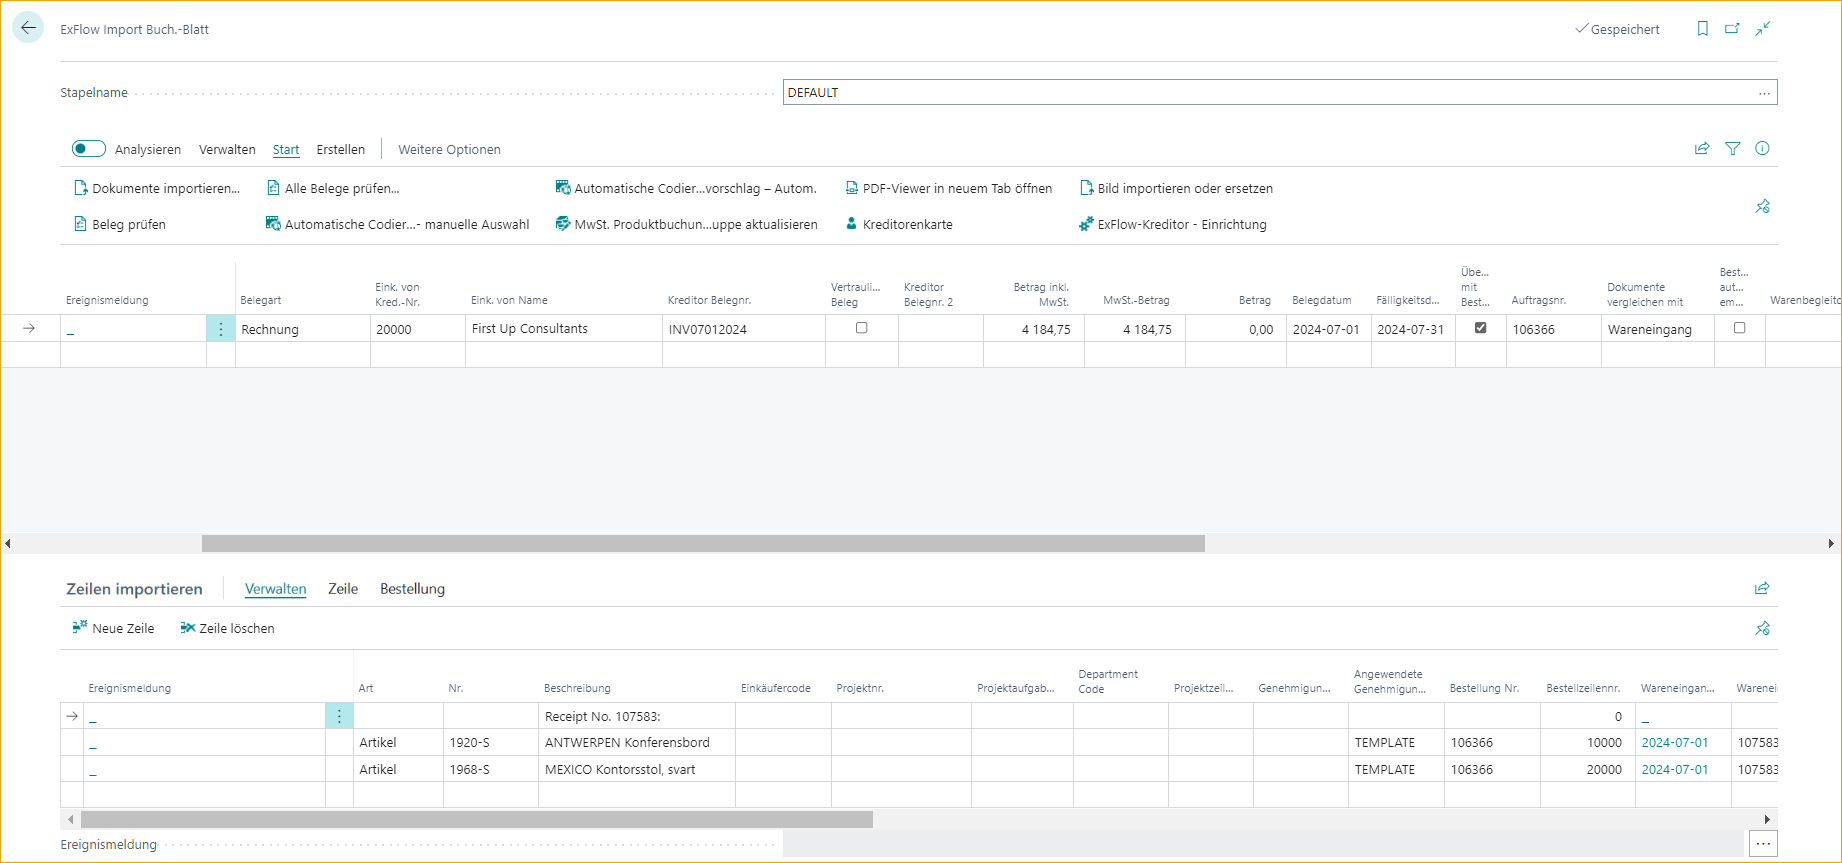 ExFlow Import Buch.-Blatt
Gespeichert
Stapelname
DEFAULT
Analysieren Verwalten Start Erstellen Weitere Optionen
Dokumente importieren... Alle Belege prüfen... Automatische Codier...vorschlag – Autom. PDF-Viewer in neuem Tab öffnen Bild importieren oder ersetzen
Beleg prüfen Automatische Codier...- manuelle Auswahl MwSt. Produktbuchun...uppe aktualisieren Kreditorenkarte ExFlow-Kreditor - Einrichtung
Ereignismeldung Belegart Eink. von Kred.-Nr. Eink. von Name Kreditor Belegnr. Vertrauli... Beleg Kreditor Belegnr. 2 Betrag inkl. MwSt. MwSt.-Betrag Betrag Belegdatum Fälligkeitsd... Übe... mit Best... Auftragsnr. Dokumente vergleichen mit Best... aut... em... Warenbegleito
_ Rechnung 20000 First Up Consultants INV07012024 4 184,75 4 184,75 0,00 2024-07-01 2024-07-31 106366 Wareneingang
Zeilen importieren Verwalten Zeile Bestellung
Neue Zeile Zeile löschen
Ereignismeldung Art Nr. Beschreibung Einkäufercode Projektnr. Projektaufgab... Department Code Projektzeil... Genehmigun... Angewendete Genehmigun... Bestellung Nr. Bestellzeilennr. Wareneingan... Warenei
_ Receipt No. 107583: 0 _
_ Artikel 1920-S ANTWERPEN Konferensbord TEMPLATE 106366 10000 2024-07-01 107583
_ Artikel 1968-S MEXICO Kontorsstol, svart TEMPLATE 106366 20000 2024-07-01 107583
Ereignismeldung